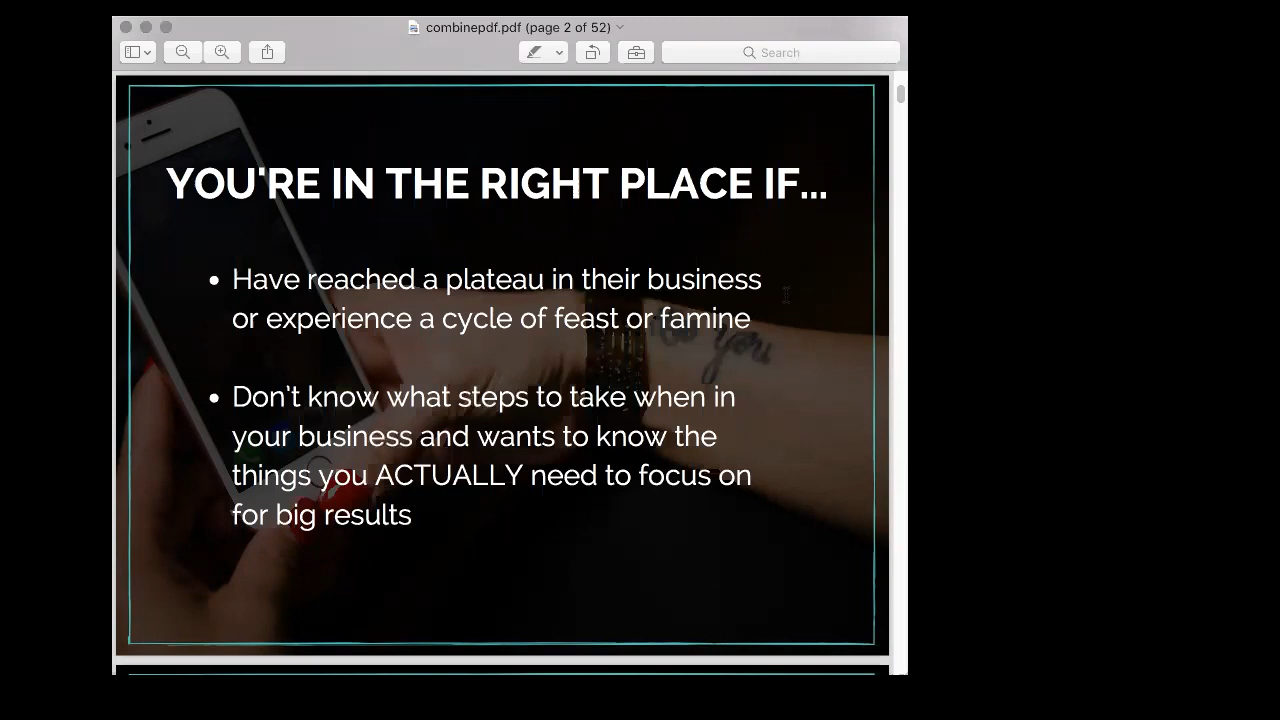 combinepdf.pdf (page 2 of 52)
Search
YOU'RE IN THE RIGHT PLACE IF...
• Have reached a plateau in their business
or experience a cycle of feast or famine
• Don't know what steps to take when in
your business and wants to know the
things you ACTUALLY need to focus on
for big results
you